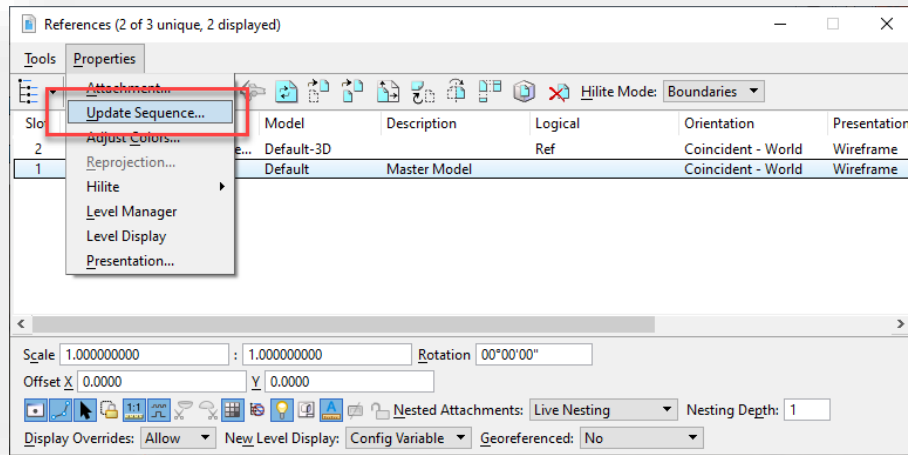 References (2 of 3 unique, 2 displayed)
Tools Properties
Attachment...
Update Sequence...
Adjust Colors...
Reprojection...
Hilite
Level Manager
Level Display
Presentation...
Hilite Mode: Boundaries
Slot Model Description Logical Orientation Presentation
2 e... Default-3D Ref Coincident - World Wireframe
1 Default Master Model Coincident - World Wireframe
Scale 1.000000000 : 1.000000000 Rotation 00°00'00"
Offset X 0.0000 Y 0.0000
1:1 Nested Attachments: Live Nesting Nesting Depth: 1
Display Overrides: Allow New Level Display: Config Variable Georeferenced: No